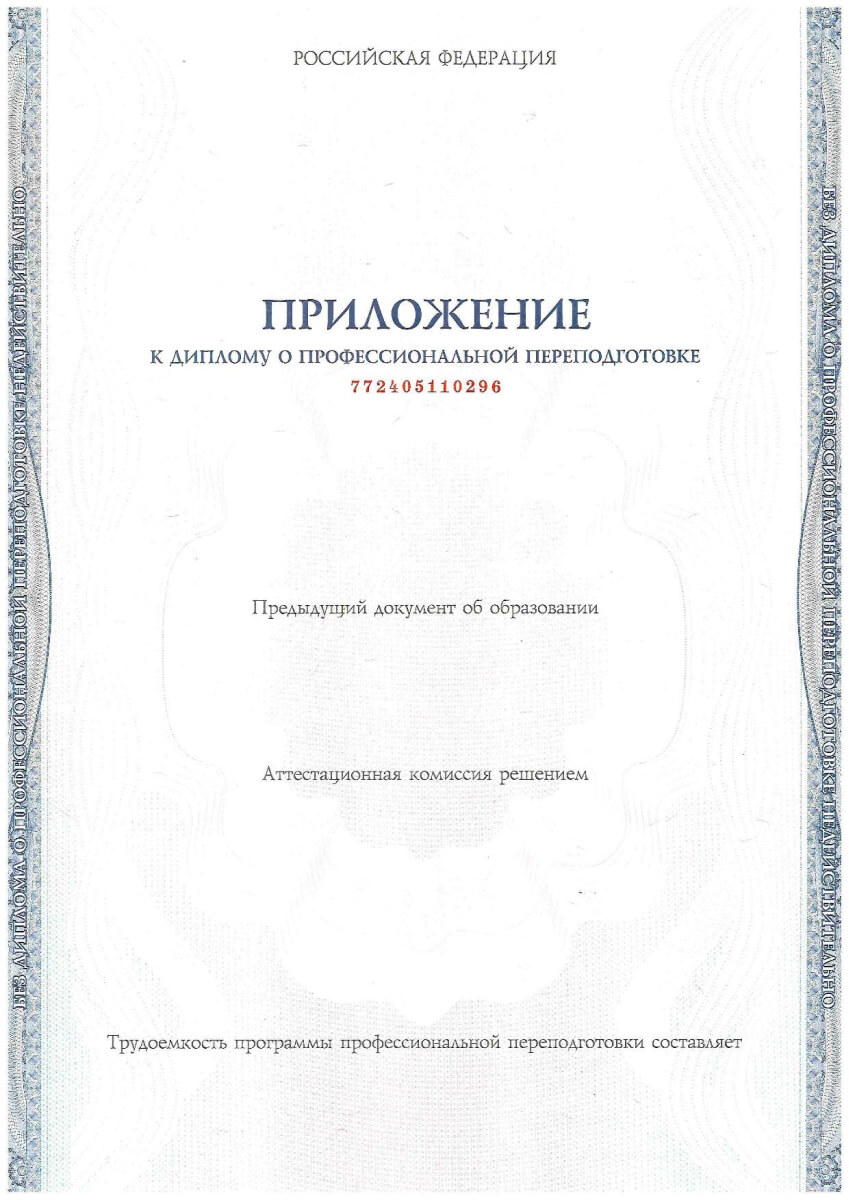 РОССИЙСКАЯ ФЕДЕРАЦИЯ
ПРИЛОЖЕНИЕ
К ДИПЛОМУ О ПРОФЕССИОНАЛЬНОЙ ПЕРЕПОДГОТОВКЕ
772405110296
Предыдущий документ об образовании
Аттестационная комиссия решением
Трудоемкость программы профессиональной переподготовки составляет
БЕЗ ДИПЛОМА О ПРОФЕССИОНАЛЬНОЙ ПЕРЕПОДГОТОВКЕ НЕДЕЙСТВИТЕЛЬНО
БЕЗ ДИПЛОМА О ПРОФЕССИОНАЛЬНОЙ ПЕРЕПОДГОТОВКЕ НЕДЕЙСТВИТЕЛЬНО